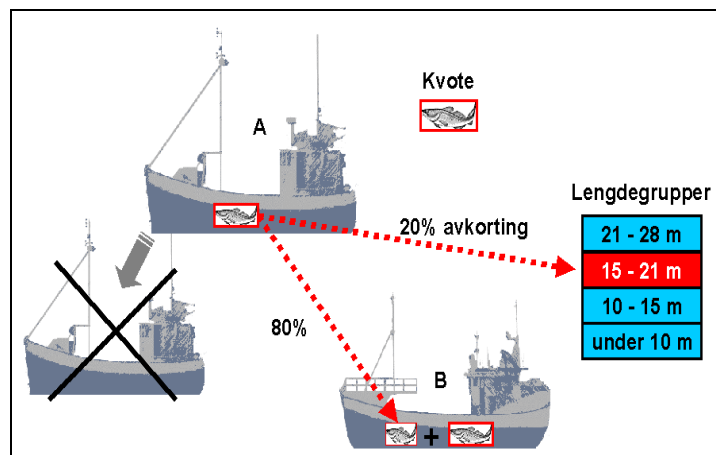 Kvote
A
Lengdegrupper
20% avkorting
21 - 28 m
15 - 21 m
10 - 15 m
under 10 m
80%
B
+